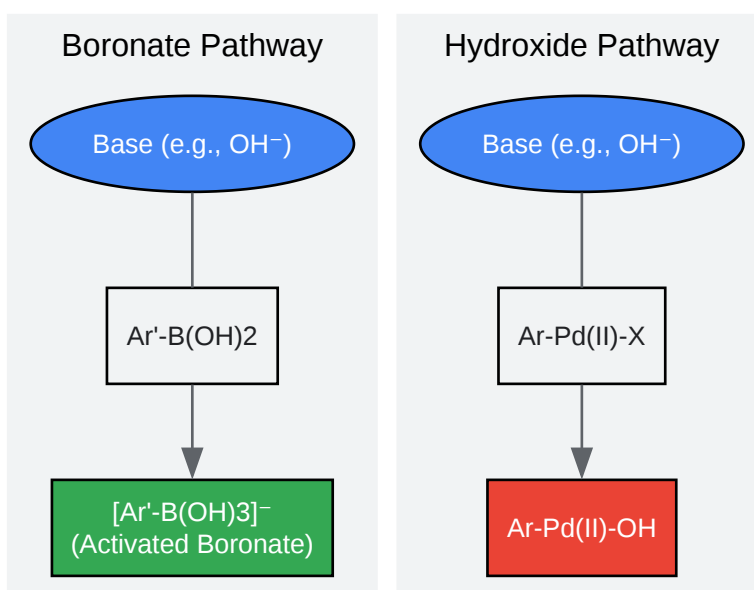 Boronate Pathway
Base (e.g., OH⁻)
Ar'-B(OH)2
[Ar'-B(OH)3]⁻
(Activated Boronate)
Hydroxide Pathway
Base (e.g., OH⁻)
Ar-Pd(II)-X
Ar-Pd(II)-OH